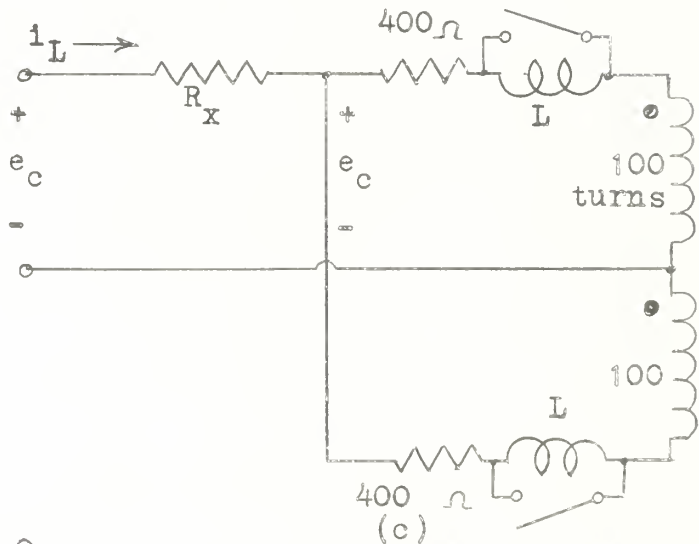 i_L
400 Ω
R_x
L
+
e_c
-
+
e_c
-
100
turns
100
L
400 Ω
(c)